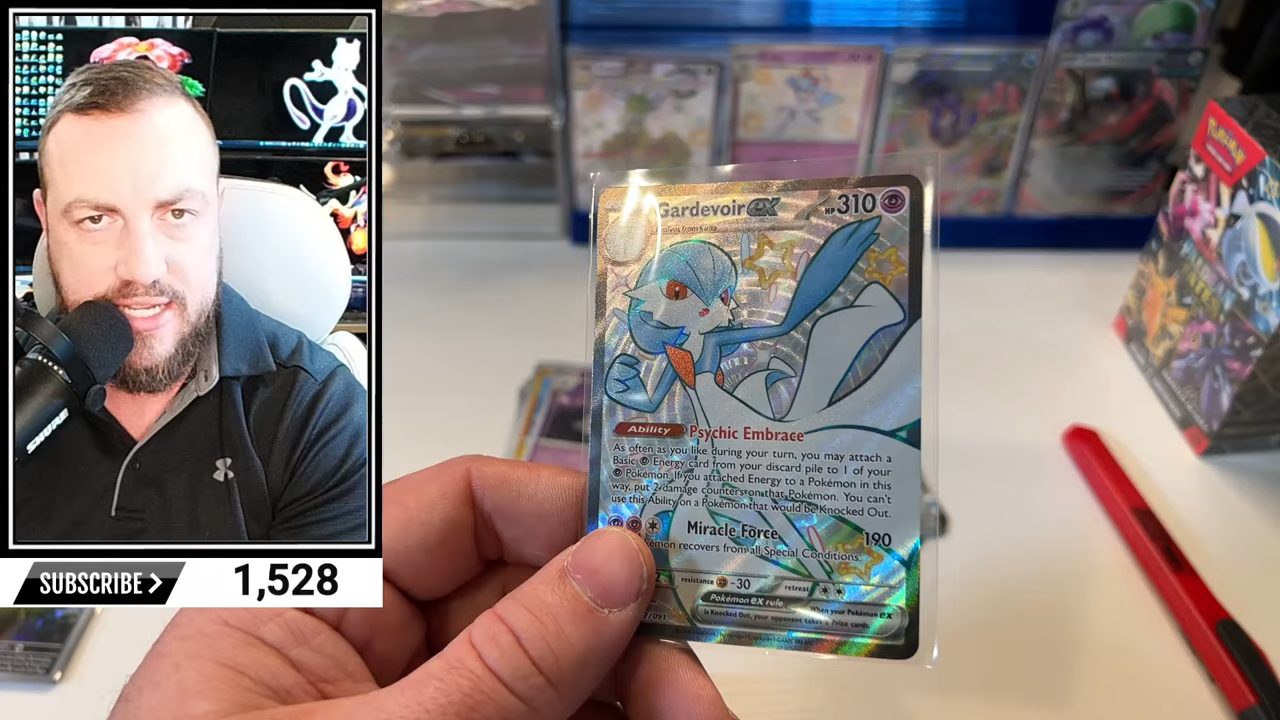 SHURE
SUBSCRIBE
1,528
Gardevoir ex
HP 310
Ability Psychic Embrace
As often as you like during your turn, you may attach a
Basic Energy card from your discard pile to 1 of your
Pokémon. If you attached Energy to a Pokémon in this
way, put 2 damage counters on that Pokémon. You can't
use this Ability on a Pokémon that would be Knocked Out.
Miracle Force 190
recovers from all Special Conditions.
resistance -30 retreat
Pokémon ex rule
When your Pokémon ex
is Knocked Out, your opponent takes 2 Prize cards.
/091
POKÉMON